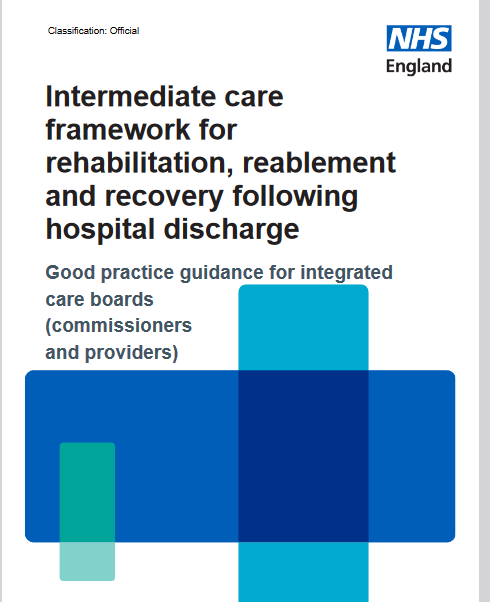 Classification: Official
NHS
England
Intermediate care
framework for
rehabilitation, reablement
and recovery following
hospital discharge
Good practice guidance for integrated
care boards
(commissioners
and providers)